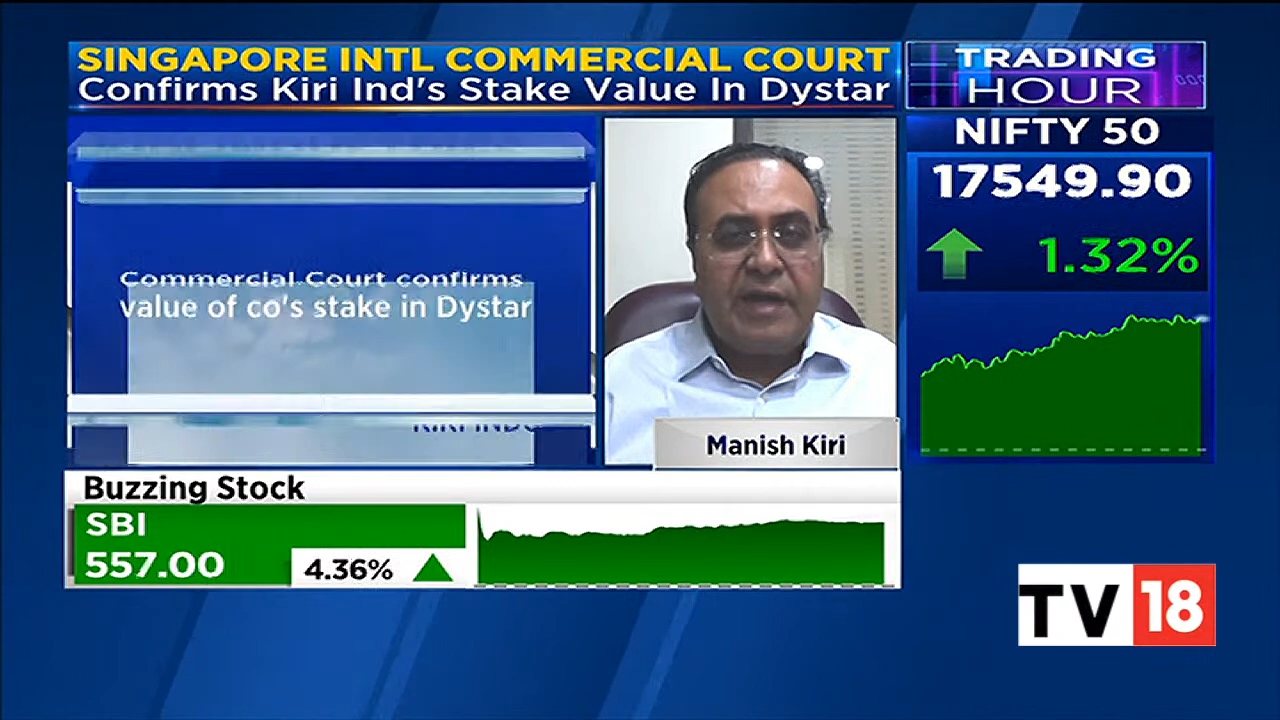 SINGAPORE INTL COMMERCIAL COURT
Confirms Kiri Ind's Stake Value In Dystar
TRADING
HOUR
NIFTY 50
17549.90
1.32%
Commercial Court confirms
value of co's stake in Dystar
Manish Kiri
Buzzing Stock
SBI
557.00
4.36%
TV18